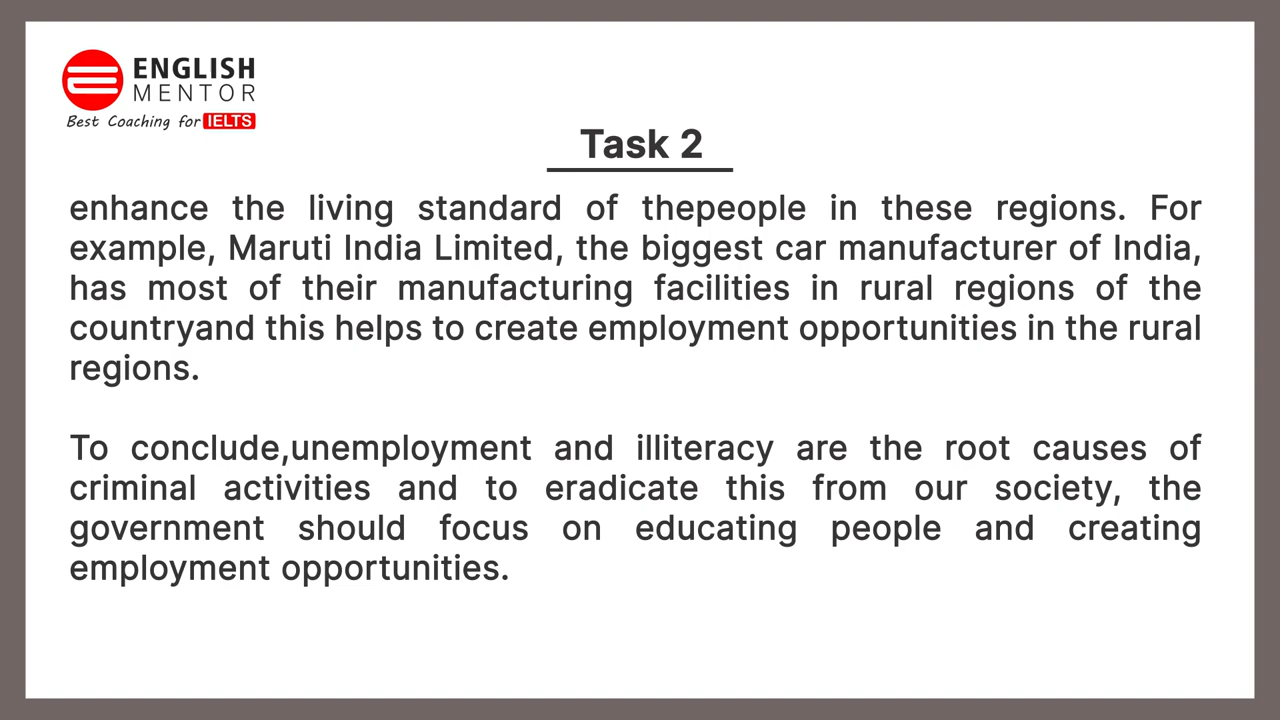 ENGLISH
MENTOR
Best Coaching for IELTS
Task 2
enhance the living standard of thepeople in these regions. For
example, Maruti India Limited, the biggest car manufacturer of India,
has most of their manufacturing facilities in rural regions of the
countryand this helps to create employment opportunities in the rural
regions.
To conclude,unemployment and illiteracy are the root causes of
criminal activities and to eradicate this from our society, the
government should focus on educating people and creating
employment opportunities.